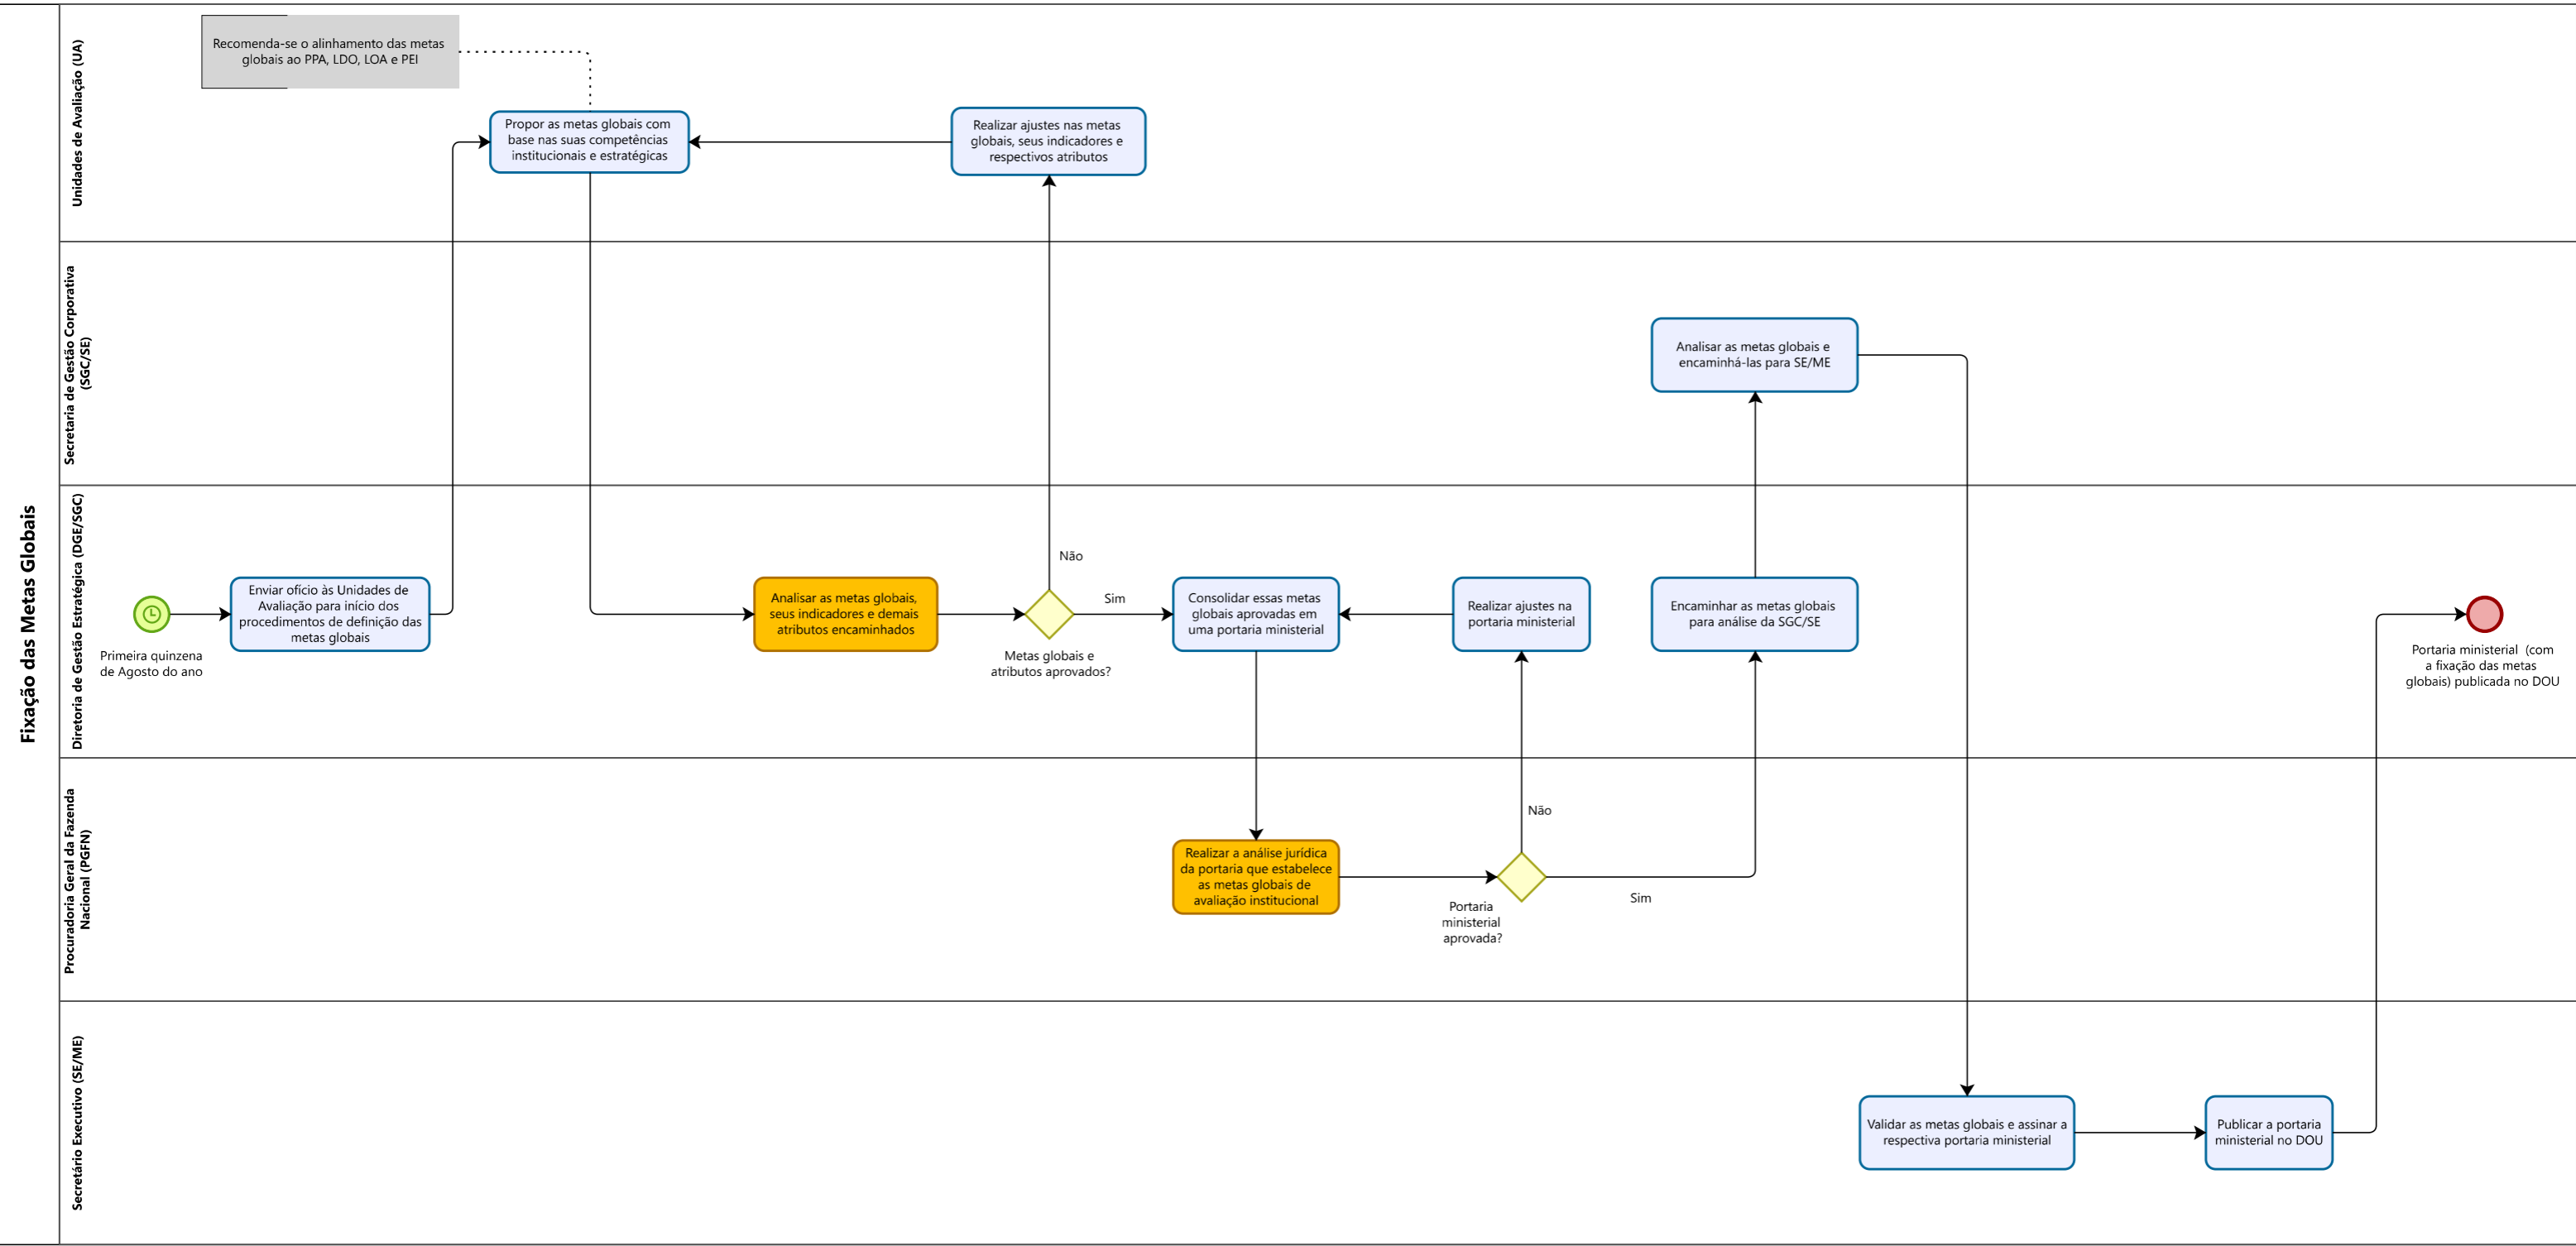 Fixação das Metas Globais
Unidades de Avaliação (UA)
Recomenda-se o alinhamento das metas
globais ao PPA, LDO, LOA e PEI
Propor as metas globais com
base nas suas competências
institucionais e estratégicas
Realizar ajustes nas metas
globais, seus indicadores e
respectivos atributos
Secretaria de Gestão Corporativa
(SGC/SE)
Analisar as metas globais e
encaminhá-las para SE/ME
Diretoria de Gestão Estratégica (DGE/SGC)
Primeira quinzena
de Agosto do ano
Enviar ofício às Unidades de
Avaliação para início dos
procedimentos de definição das
metas globais
Analisar as metas globais,
seus indicadores e demais
atributos encaminhados
Metas globais e
atributos aprovados?
Não
Sim
Consolidar essas metas
globais aprovadas em
uma portaria ministerial
Realizar ajustes na
portaria ministerial
Encaminhar as metas globais
para análise da SGC/SE
Portaria ministerial (com
a fixação das metas
globais) publicada no DOU
Procuradoria Geral da Fazenda
Nacional (PGFN)
Realizar a análise jurídica
da portaria que estabelece
as metas globais de
avaliação institucional
Portaria
ministerial
aprovada?
Não
Sim
Secretário Executivo (SE/ME)
Validar as metas globais e assinar a
respectiva portaria ministerial
Publicar a portaria
ministerial no DOU